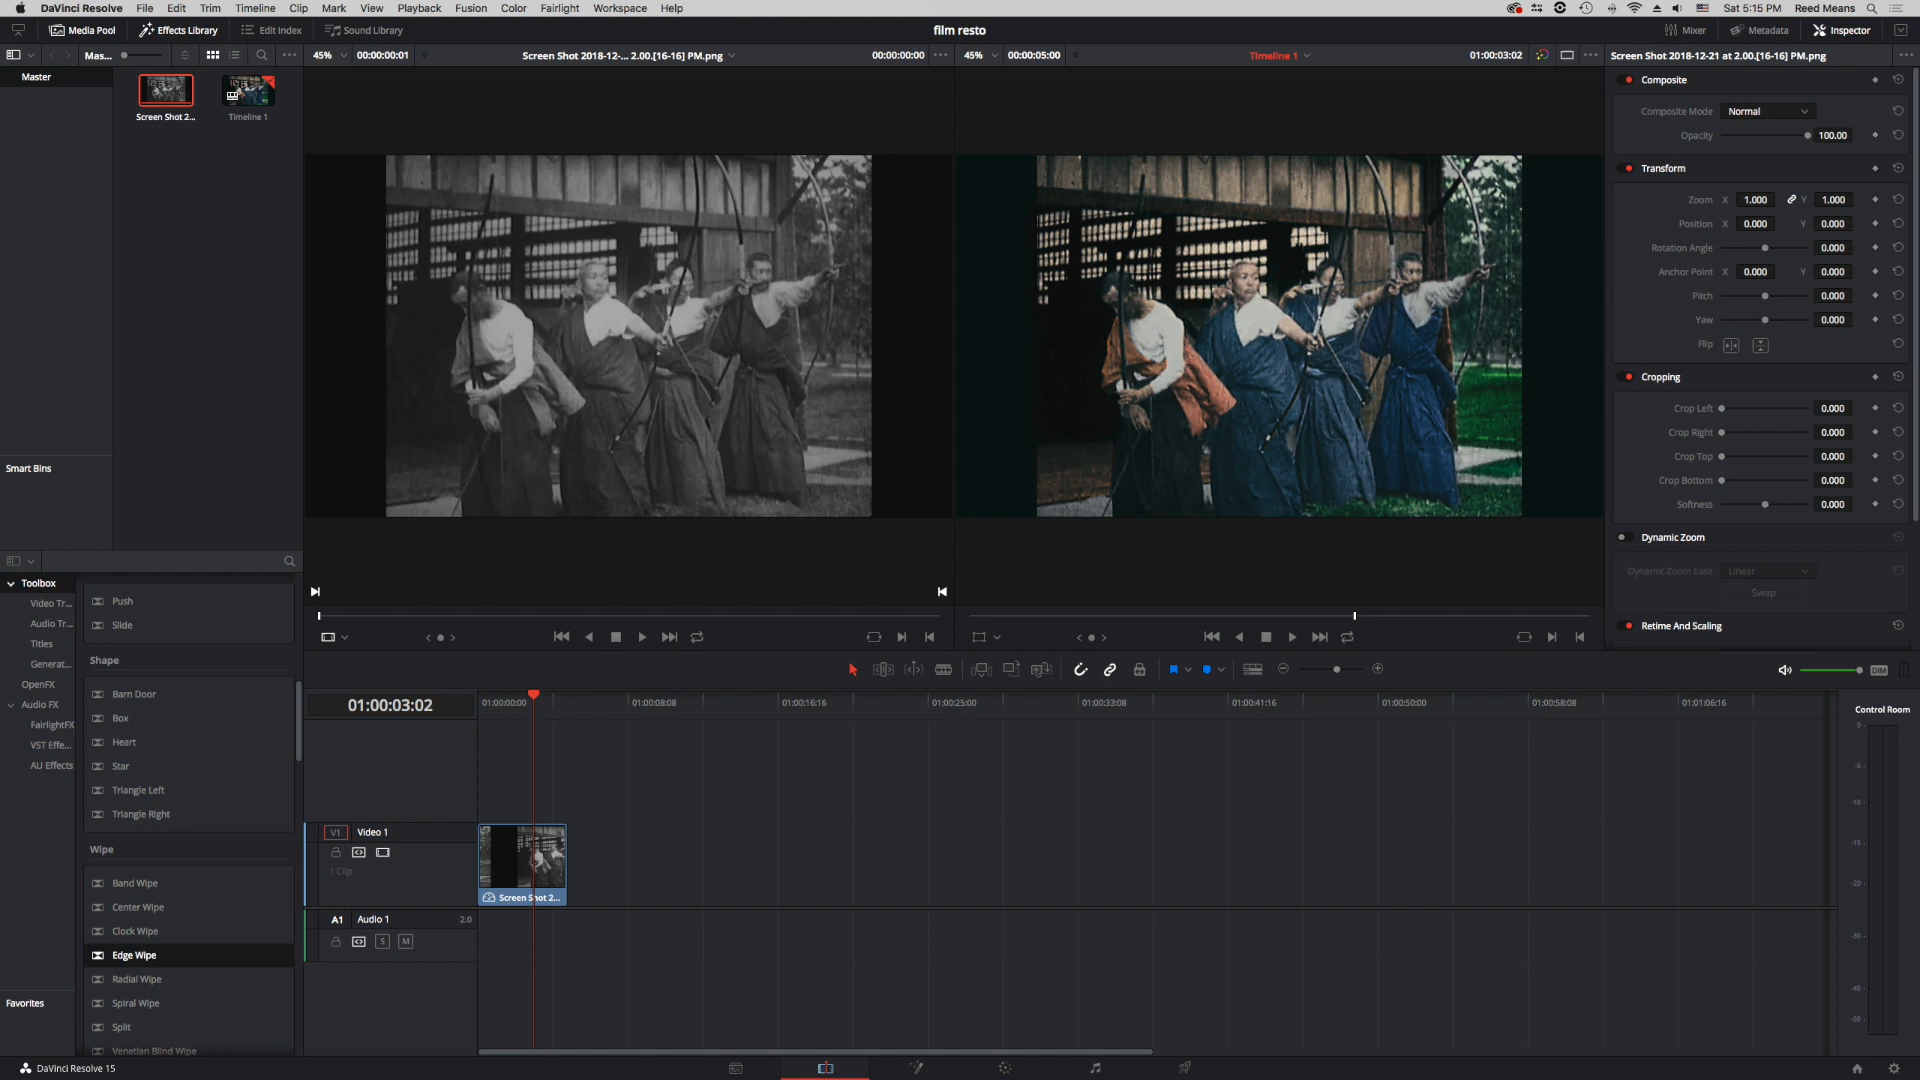 DaVinci Resolve File Edit Trim Timeline Clip Mark View Playback Fusion Color Fairlight Workspace Help Sat 5:15 PM Reed Means
Media Pool Effects Library Edit Index Sound Library film resto Mixer Metadata Inspector
Mas... 45% 00:00:00:01 Screen Shot 2018-12-... 2.00.[16-16] PM.png 00:00:00:00 45% 00:00:05:00 Timeline 1 01:00:03:02 Screen Shot 2018-12-21 at 2.00.[16-16] PM.png
Master
Screen Shot 2... Timeline 1
Smart Bins
Composite
Composite Mode Normal
Opacity 100.00
Transform
Zoom X 1.000 Y 1.000
Position X 0.000 Y 0.000
Rotation Angle 0.000
Anchor Point X 0.000 Y 0.000
Pitch 0.000
Yaw 0.000
Flip
Cropping
Crop Left 0.000
Crop Right 0.000
Crop Top 0.000
Crop Bottom 0.000
Softness 0.000
Dynamic Zoom
Dynamic Zoom Ease Linear
Swap
Retime And Scaling
Toolbox
Video Tr...
Audio Tr...
Titles
Generat...
OpenFX
Audio FX
FairlightFX
VST Effe...
AU Effects
Favorites
Push
Slide
Shape
Barn Door
Box
Heart
Star
Triangle Left
Triangle Right
Wipe
Band Wipe
Center Wipe
Clock Wipe
Edge Wipe
Radial Wipe
Spiral Wipe
Split
Venetian Blind Wipe
DIM
01:00:03:02 01:00:00:00 01:00:08:08 01:00:16:16 01:00:25:00 01:00:33:08 01:00:41:16 01:00:50:00 01:00:58:08 01:01:06:16
V1 Video 1
1 Clip
Screen Shot 2...
A1 Audio 1 2.0
S M
Control Room
0
-5
-10
-15
-20
-30
-40
-50
DaVinci Resolve 15